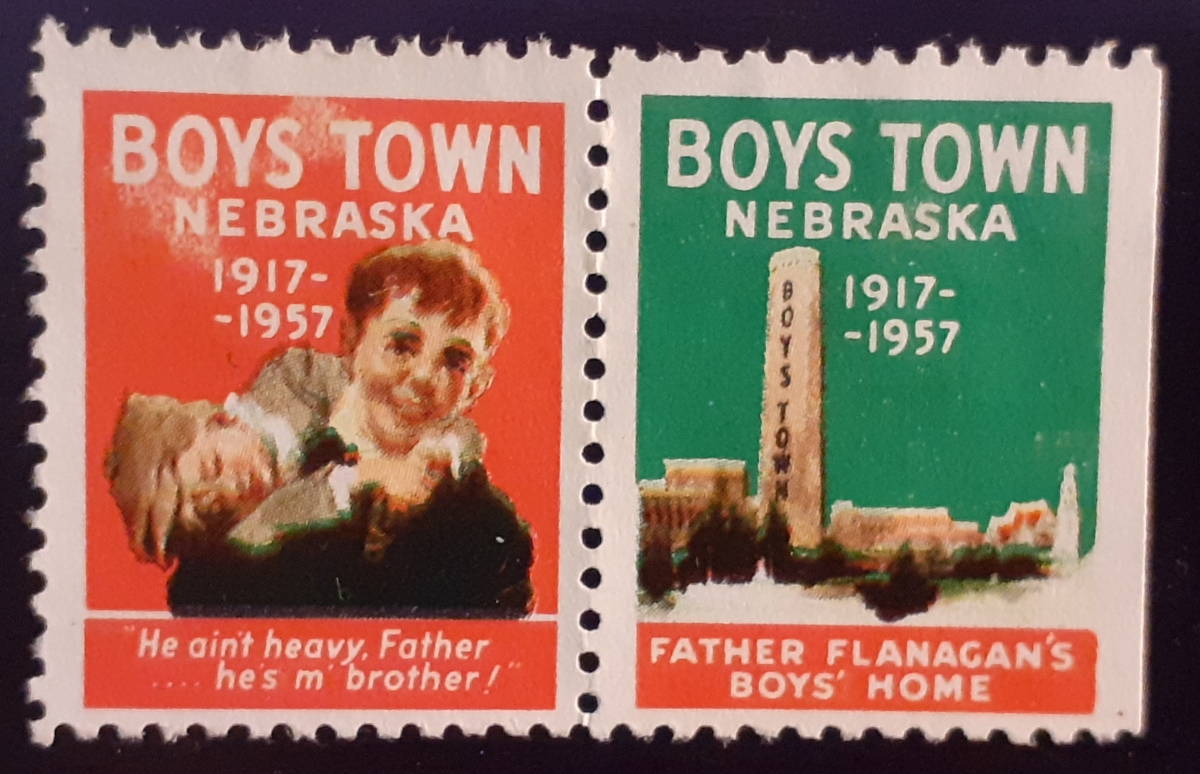 BOYS TOWN
NEBRASKA
1917-
-1957
"He ain't heavy, Father
.... he's m' brother!"
BOYS TOWN
NEBRASKA
1917-
-1957
BOYS TOWN
FATHER FLANAGAN'S
BOYS' HOME